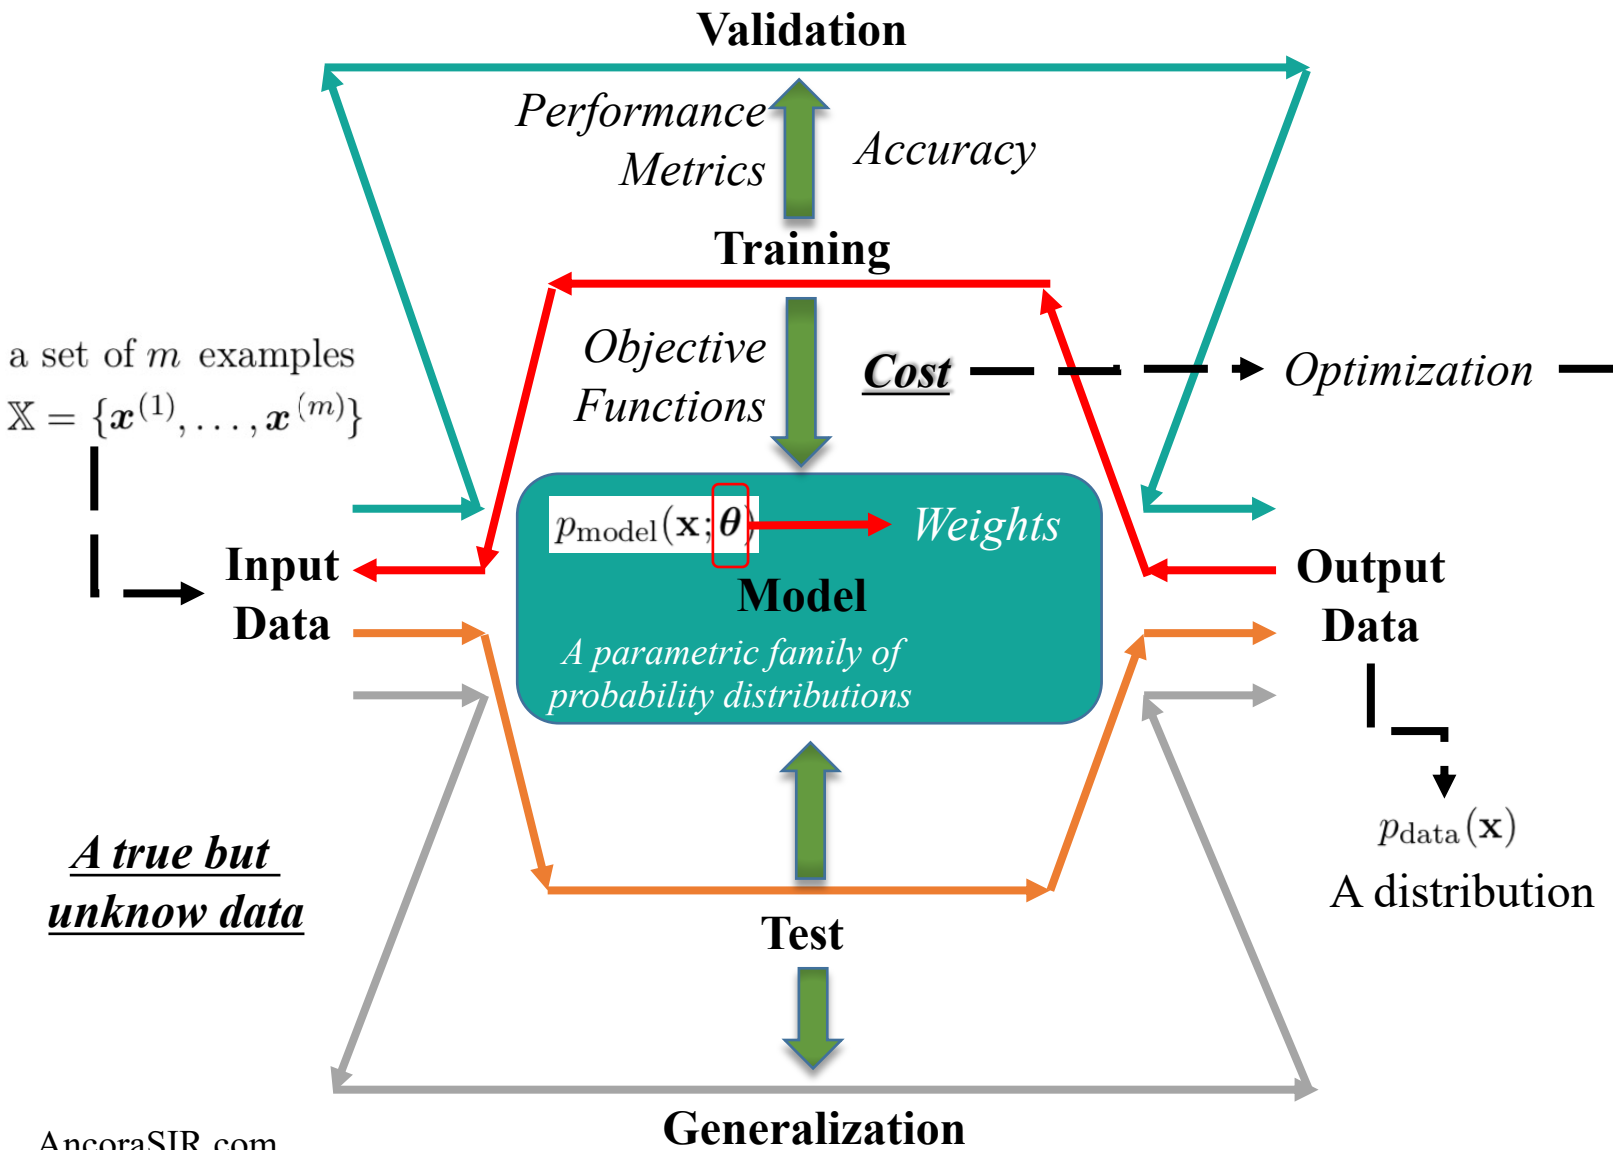 Validation
Performance
Metrics
Accuracy
Training
Objective
Functions
Cost
Optimization
a set of m examples
𝕏 = {x^(1), . . . , x^(m)}
p_model(x; θ)
Weights
Input
Data
Model
A parametric family of
probability distributions
Output
Data
p_data(x)
A distribution
A true but
unknow data
Test
Generalization
AncoraSIR.com